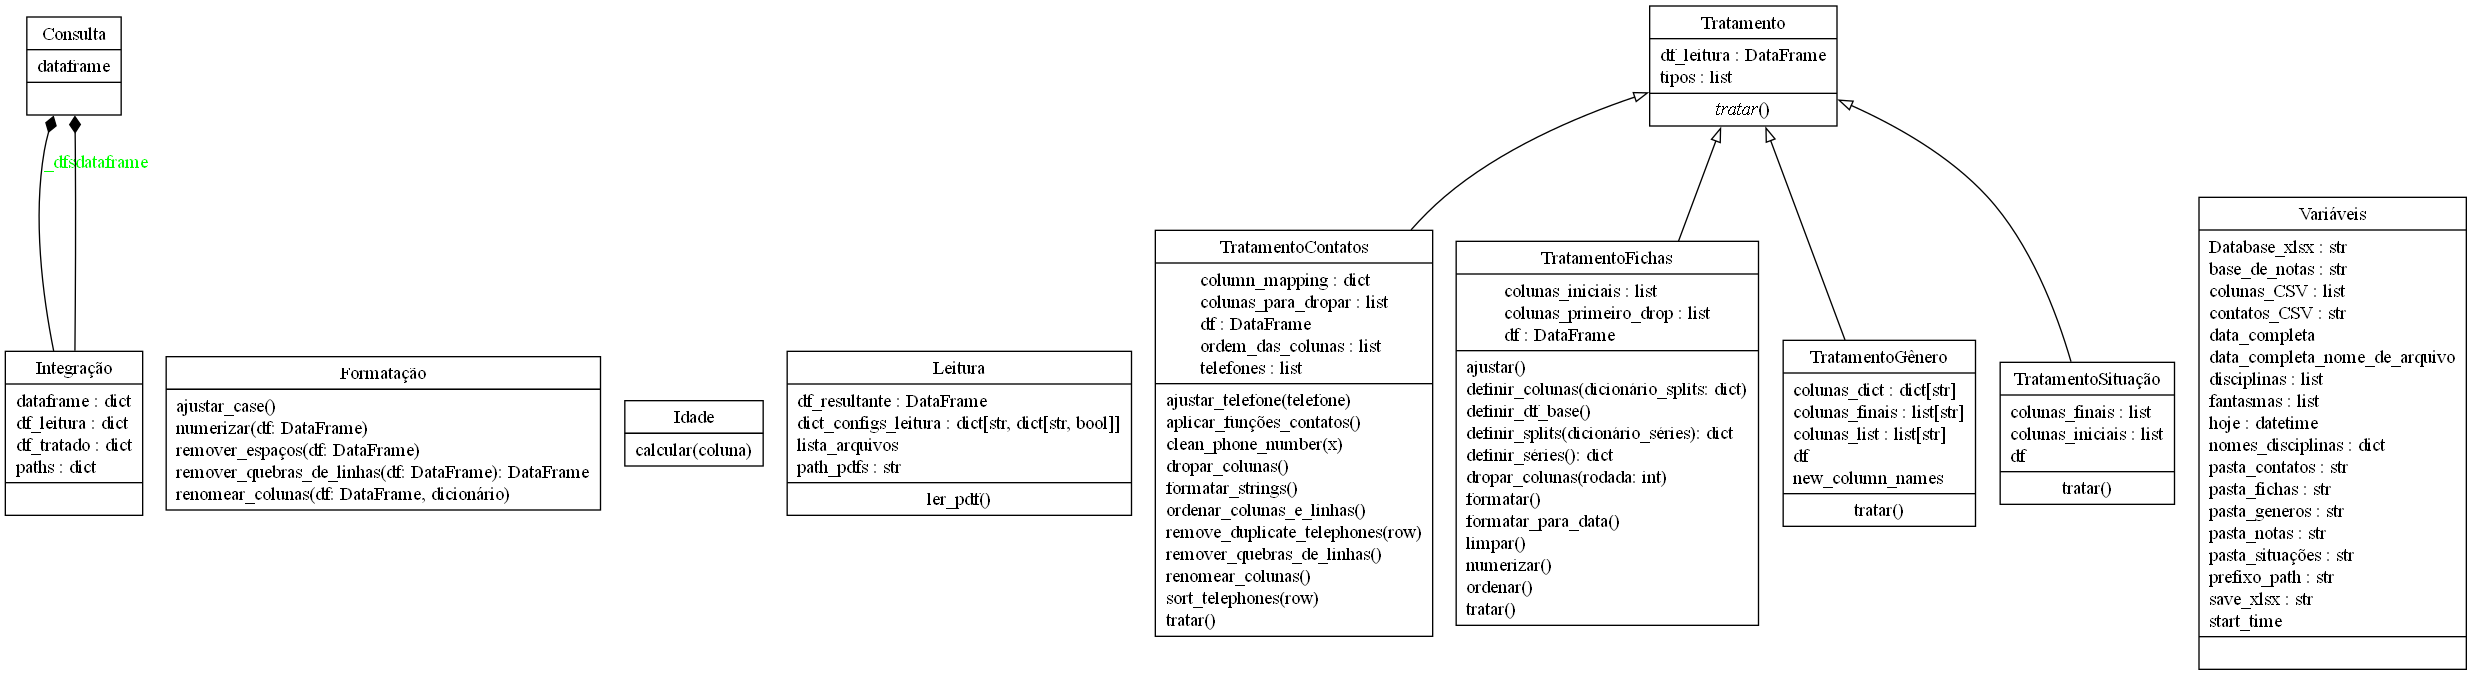 Consulta
dataframe
_dfsdataframe
Integração
dataframe : dict
df_leitura : dict
df_tratado : dict
paths : dict
Formatação
ajustar_case()
numerizar(df: DataFrame)
remover_espaços(df: DataFrame)
remover_quebras_de_linhas(df: DataFrame): DataFrame
renomear_colunas(df: DataFrame, dicionário)
Idade
calcular(coluna)
Leitura
df_resultante : DataFrame
dict_configs_leitura : dict[str, dict[str, bool]]
lista_arquivos
path_pdfs : str
ler_pdf()
Tratamento
df_leitura : DataFrame
tipos : list
tratar()
TratamentoContatos
column_mapping : dict
colunas_para_dropar : list
df : DataFrame
ordem_das_colunas : list
telefones : list
ajustar_telefone(telefone)
aplicar_funções_contatos()
clean_phone_number(x)
dropar_colunas()
formatar_strings()
ordenar_colunas_e_linhas()
remove_duplicate_telephones(row)
remover_quebras_de_linhas()
renomear_colunas()
sort_telephones(row)
tratar()
TratamentoFichas
colunas_iniciais : list
colunas_primeiro_drop : list
df : DataFrame
ajustar()
definir_colunas(dicionário_splits: dict)
definir_df_base()
definir_splits(dicionário_séries): dict
definir_séries(): dict
dropar_colunas(rodada: int)
formatar()
formatar_para_data()
limpar()
numerizar()
ordenar()
tratar()
TratamentoGênero
colunas_dict : dict[str]
colunas_finais : list[str]
colunas_list : list[str]
df
new_column_names
tratar()
TratamentoSituação
colunas_finais : list
colunas_iniciais : list
df
tratar()
Variáveis
Database_xlsx : str
base_de_notas : str
colunas_CSV : list
contatos_CSV : str
data_completa
data_completa_nome_de_arquivo
disciplinas : list
fantasmas : list
hoje : datetime
nomes_disciplinas : dict
pasta_contatos : str
pasta_fichas : str
pasta_generos : str
pasta_notas : str
pasta_situações : str
prefixo_path : str
save_xlsx : str
start_time